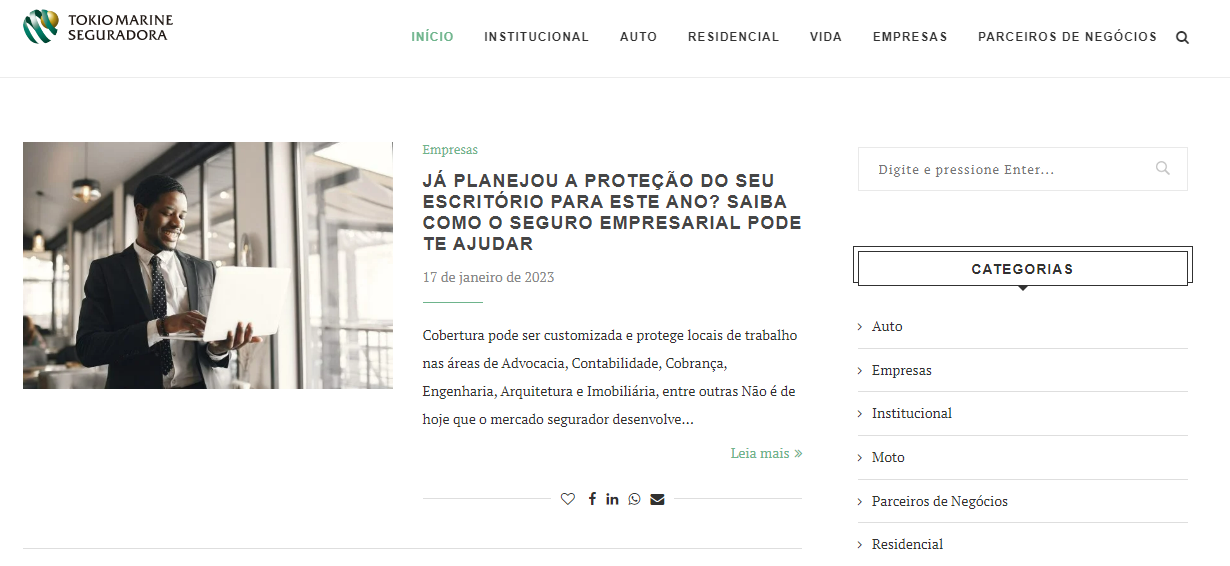 TOKIO MARINE
SEGURADORA
INÍCIO
INSTITUCIONAL
AUTO
RESIDENCIAL
VIDA
EMPRESAS
PARCEIROS DE NEGÓCIOS
Empresas
JÁ PLANEJOU A PROTEÇÃO DO SEU
ESCRITÓRIO PARA ESTE ANO? SAIBA
COMO O SEGURO EMPRESARIAL PODE
TE AJUDAR
17 de janeiro de 2023
Cobertura pode ser customizada e protege locais de trabalho
nas áreas de Advocacia, Contabilidade, Cobrança,
Engenharia, Arquitetura e Imobiliária, entre outras Não é de
hoje que o mercado segurador desenvolve…
Leia mais »
Digite e pressione Enter...
CATEGORIAS
Auto
Empresas
Institucional
Moto
Parceiros de Negócios
Residencial